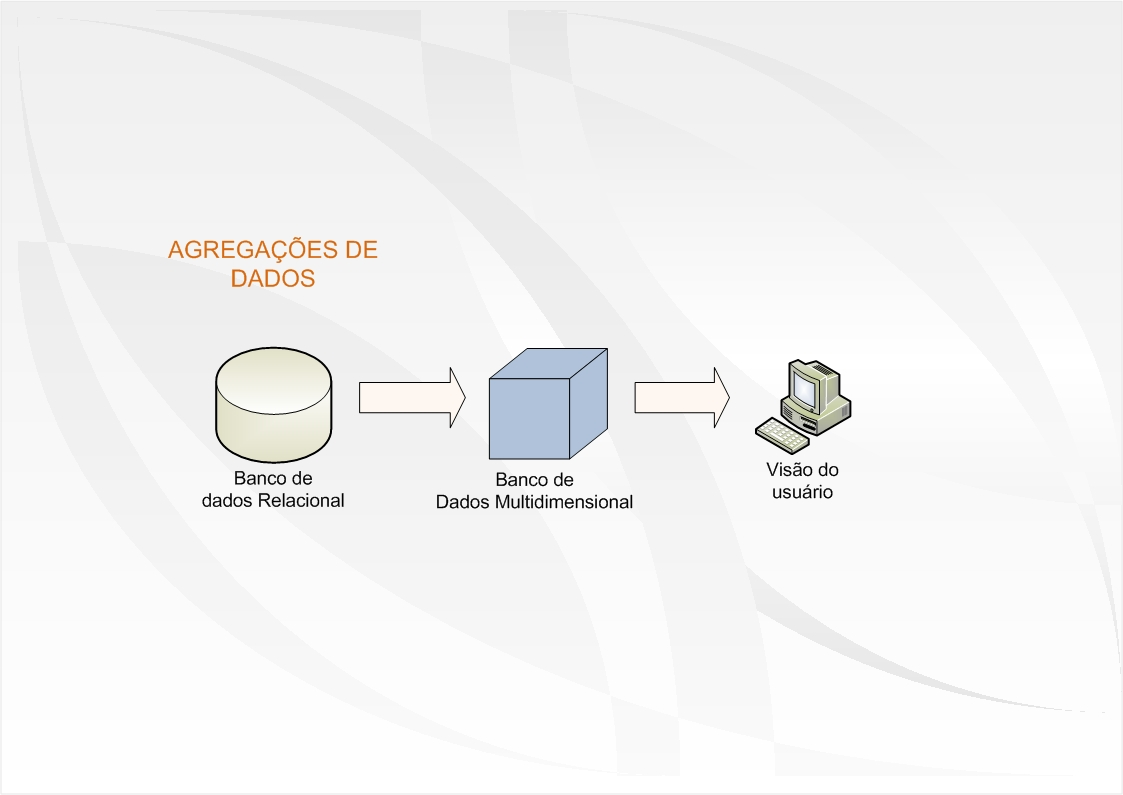 AGREGAÇÕES DE
DADOS
Banco de
dados Relacional
Banco de
Dados Multidimensional
Visão do
usuário